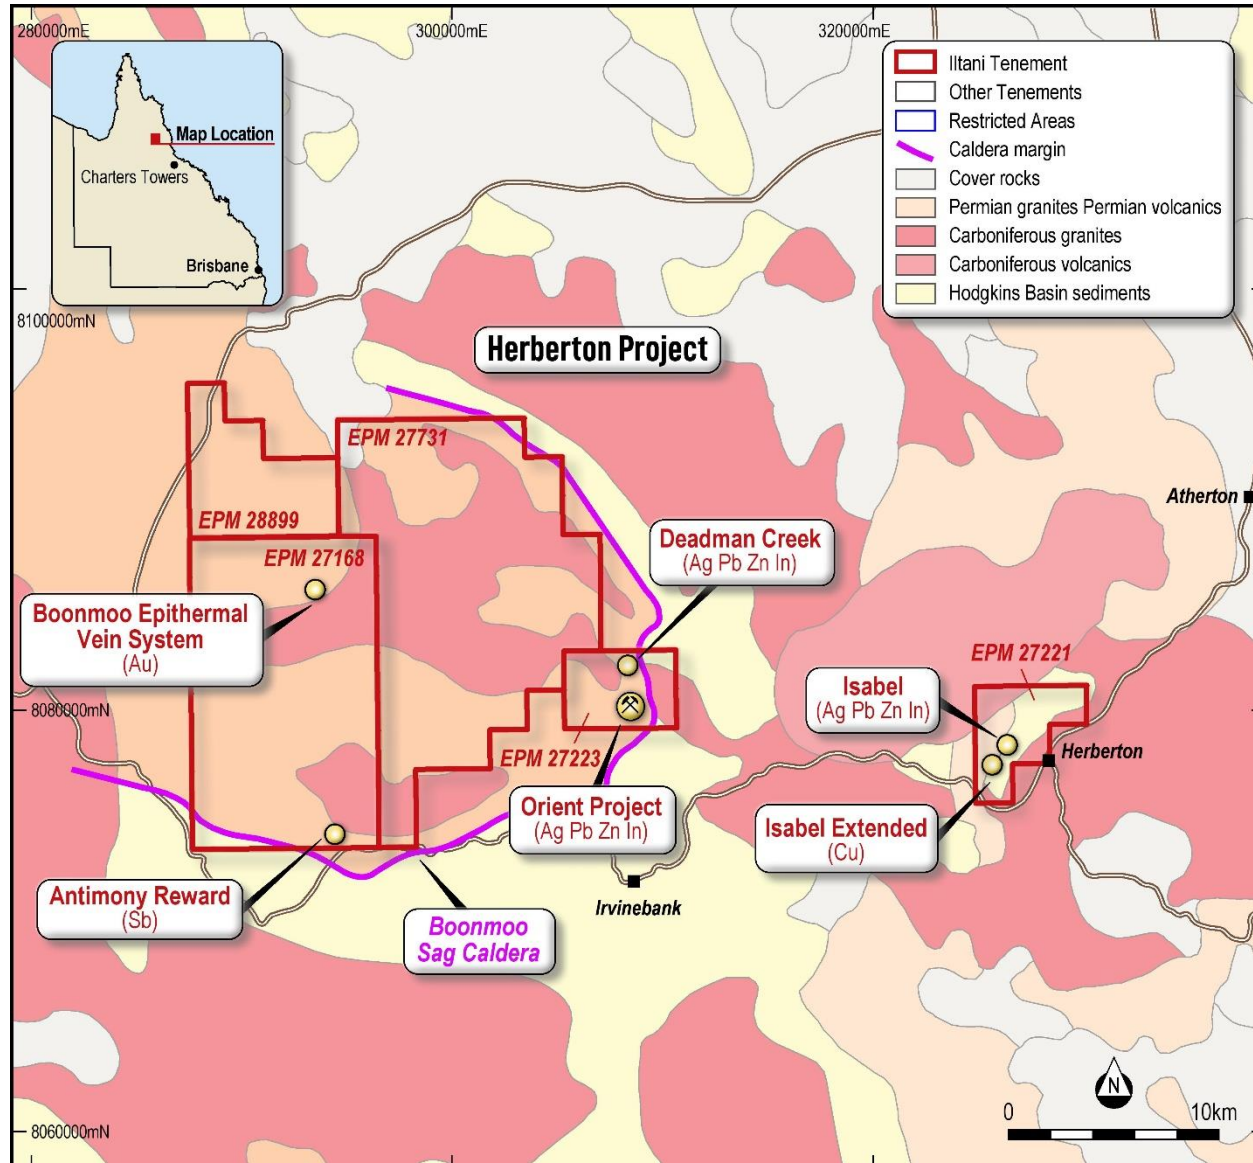 280000mE
300000mE
320000mE
Map Location
Charters Towers
Brisbane
Iltani Tenement
Other Tenements
Restricted Areas
Caldera margin
Cover rocks
Permian granites Permian volcanics
Carboniferous granites
Carboniferous volcanics
Hodgkins Basin sediments
8100000mN
Herberton Project
EPM 27731
Atherton
EPM 28899
EPM 27168
Deadman Creek
(Ag Pb Zn In)
Boonmoo Epithermal
Vein System
(Au)
EPM 27221
Isabel
(Ag Pb Zn In)
8080000mN
EPM 27223
Herberton
Orient Project
(Ag Pb Zn In)
Isabel Extended
(Cu)
Antimony Reward
(Sb)
Irvinebank
Boonmoo
Sag Caldera
N
0
10km
8060000mN